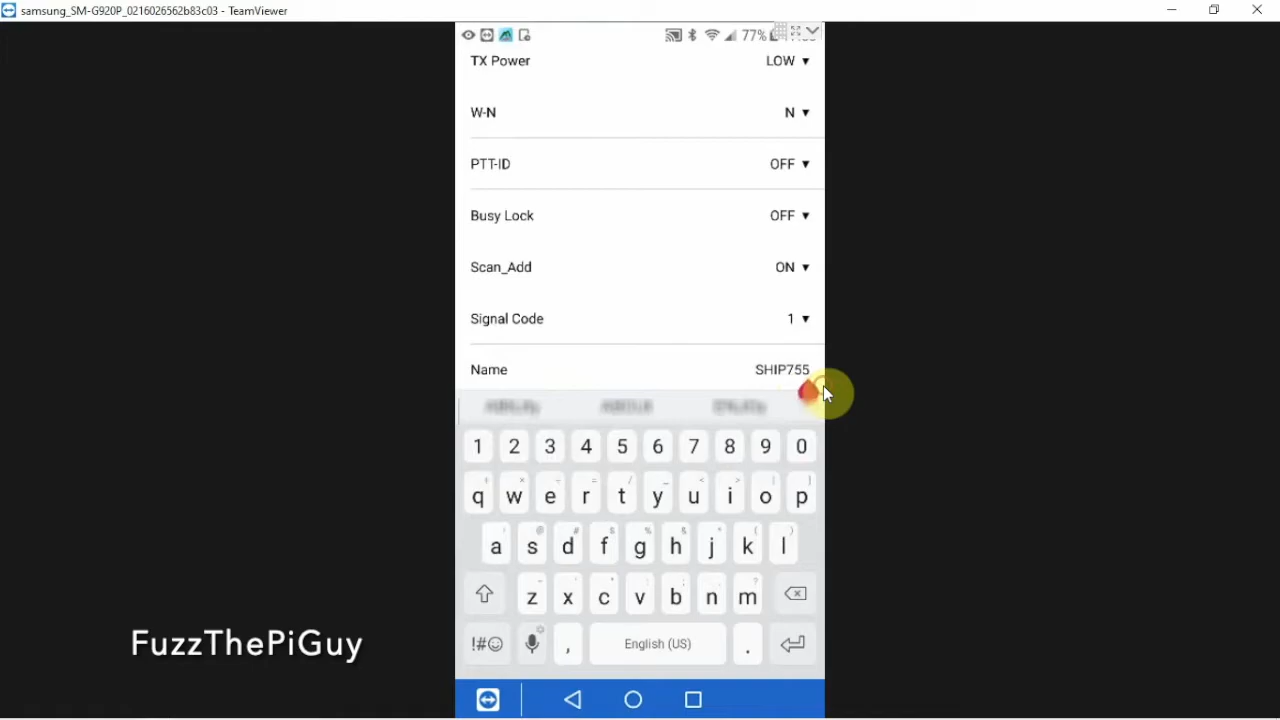 samsung_SM-G920P_0216026562b83c03 - TeamViewer
77%
TX Power LOW
W-N N
PTT-ID OFF
Busy Lock OFF
Scan_Add ON
Signal Code 1
Name SHIP755
1 2 3 4 5 6 7 8 9 0
q w e r t y u i o p
a s d f g h j k l
z x c v b n m
!#☺ , English (US) .
FuzzThePiGuy